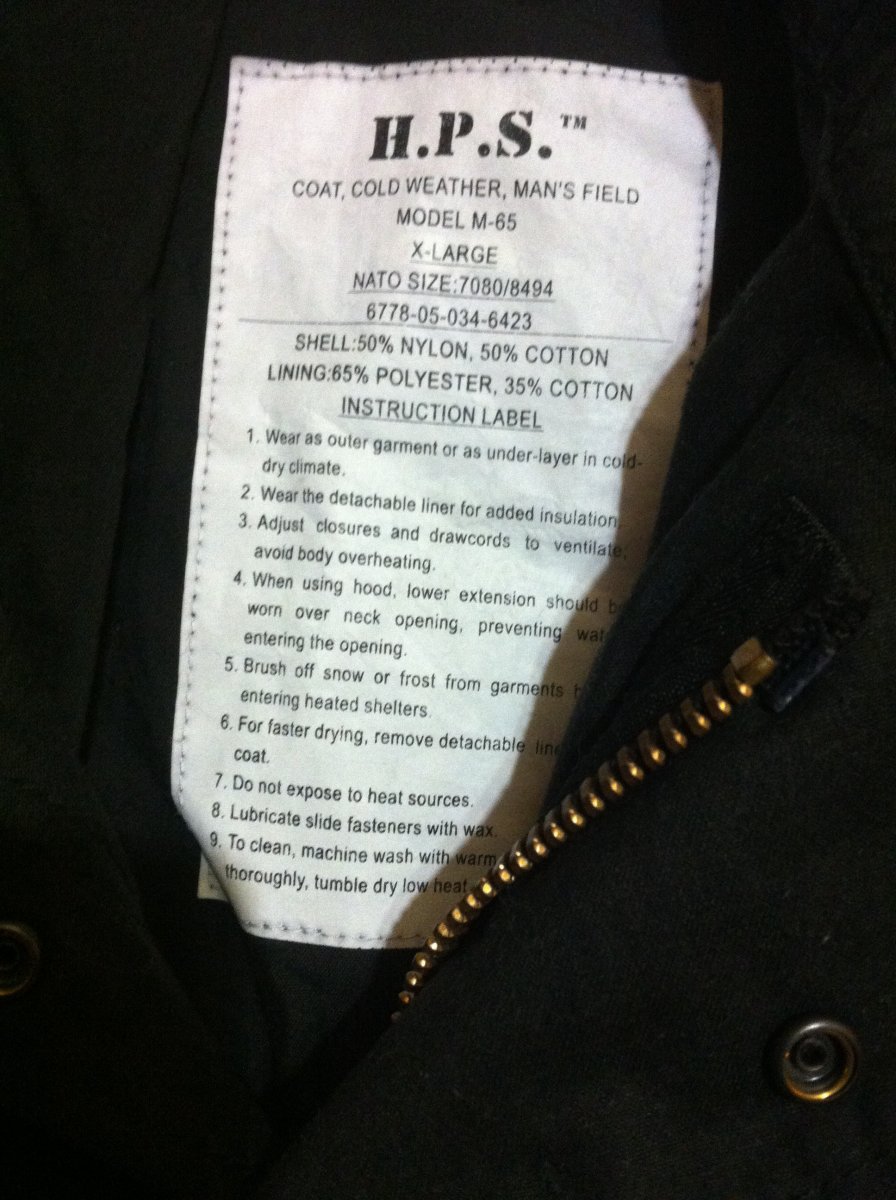 H.P.S.™
COAT, COLD WEATHER, MAN'S FIELD
MODEL M-65
X-LARGE
NATO SIZE:7080/8494
6778-05-034-6423
SHELL:50% NYLON, 50% COTTON
LINING:65% POLYESTER, 35% COTTON
INSTRUCTION LABEL
1. Wear as outer garment or as under-layer in cold-
dry climate.
2. Wear the detachable liner for added insulation
3. Adjust closures and drawcords to ventilate,
avoid body overheating.
4. When using hood, lower extension should
worn over neck opening, preventing
entering the opening.
5. Brush off snow or frost from garments
entering heated shelters.
6. For faster drying, remove detachable
coat.
7. Do not expose to heat sources.
8. Lubricate slide fasteners with wax.
9. To clean, machine wash with warm
thoroughly, tumble dry low heat